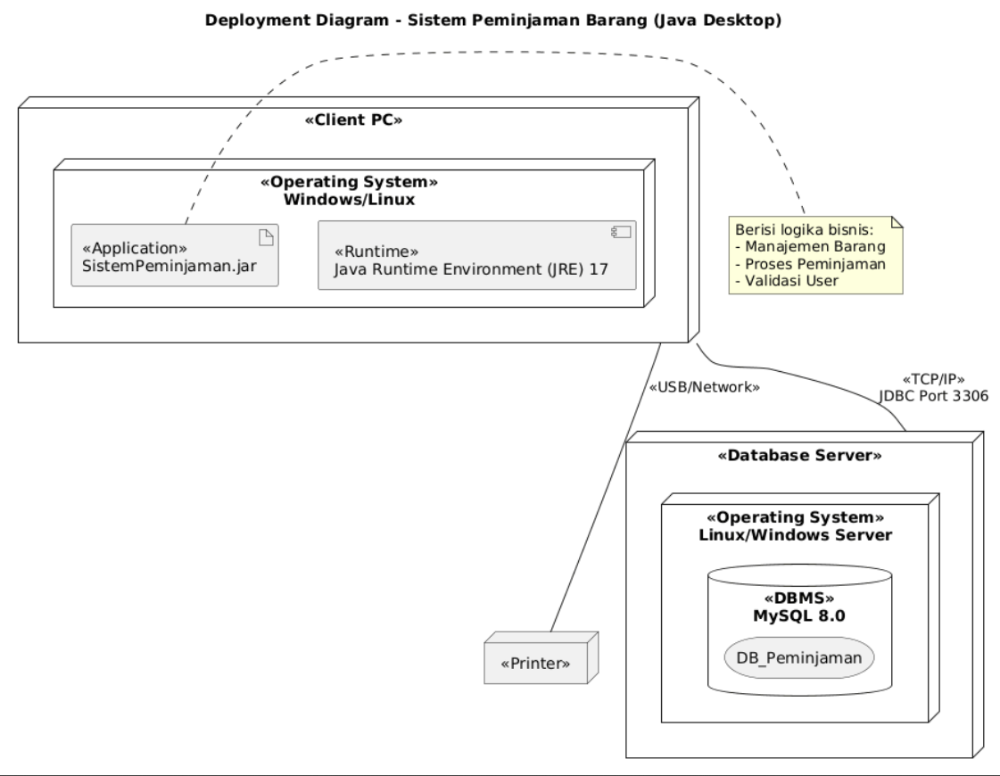 Deployment Diagram - Sistem Peminjaman Barang (Java Desktop)
«Client PC»
«Operating System»
Windows/Linux
«Application»
SistemPeminjaman.jar
«Runtime»
Java Runtime Environment (JRE) 17
Berisi logika bisnis:
- Manajemen Barang
- Proses Peminjaman
- Validasi User
«USB/Network»
«TCP/IP»
JDBC Port 3306
«Database Server»
«Operating System»
Linux/Windows Server
«DBMS»
MySQL 8.0
DB_Peminjaman
«Printer»